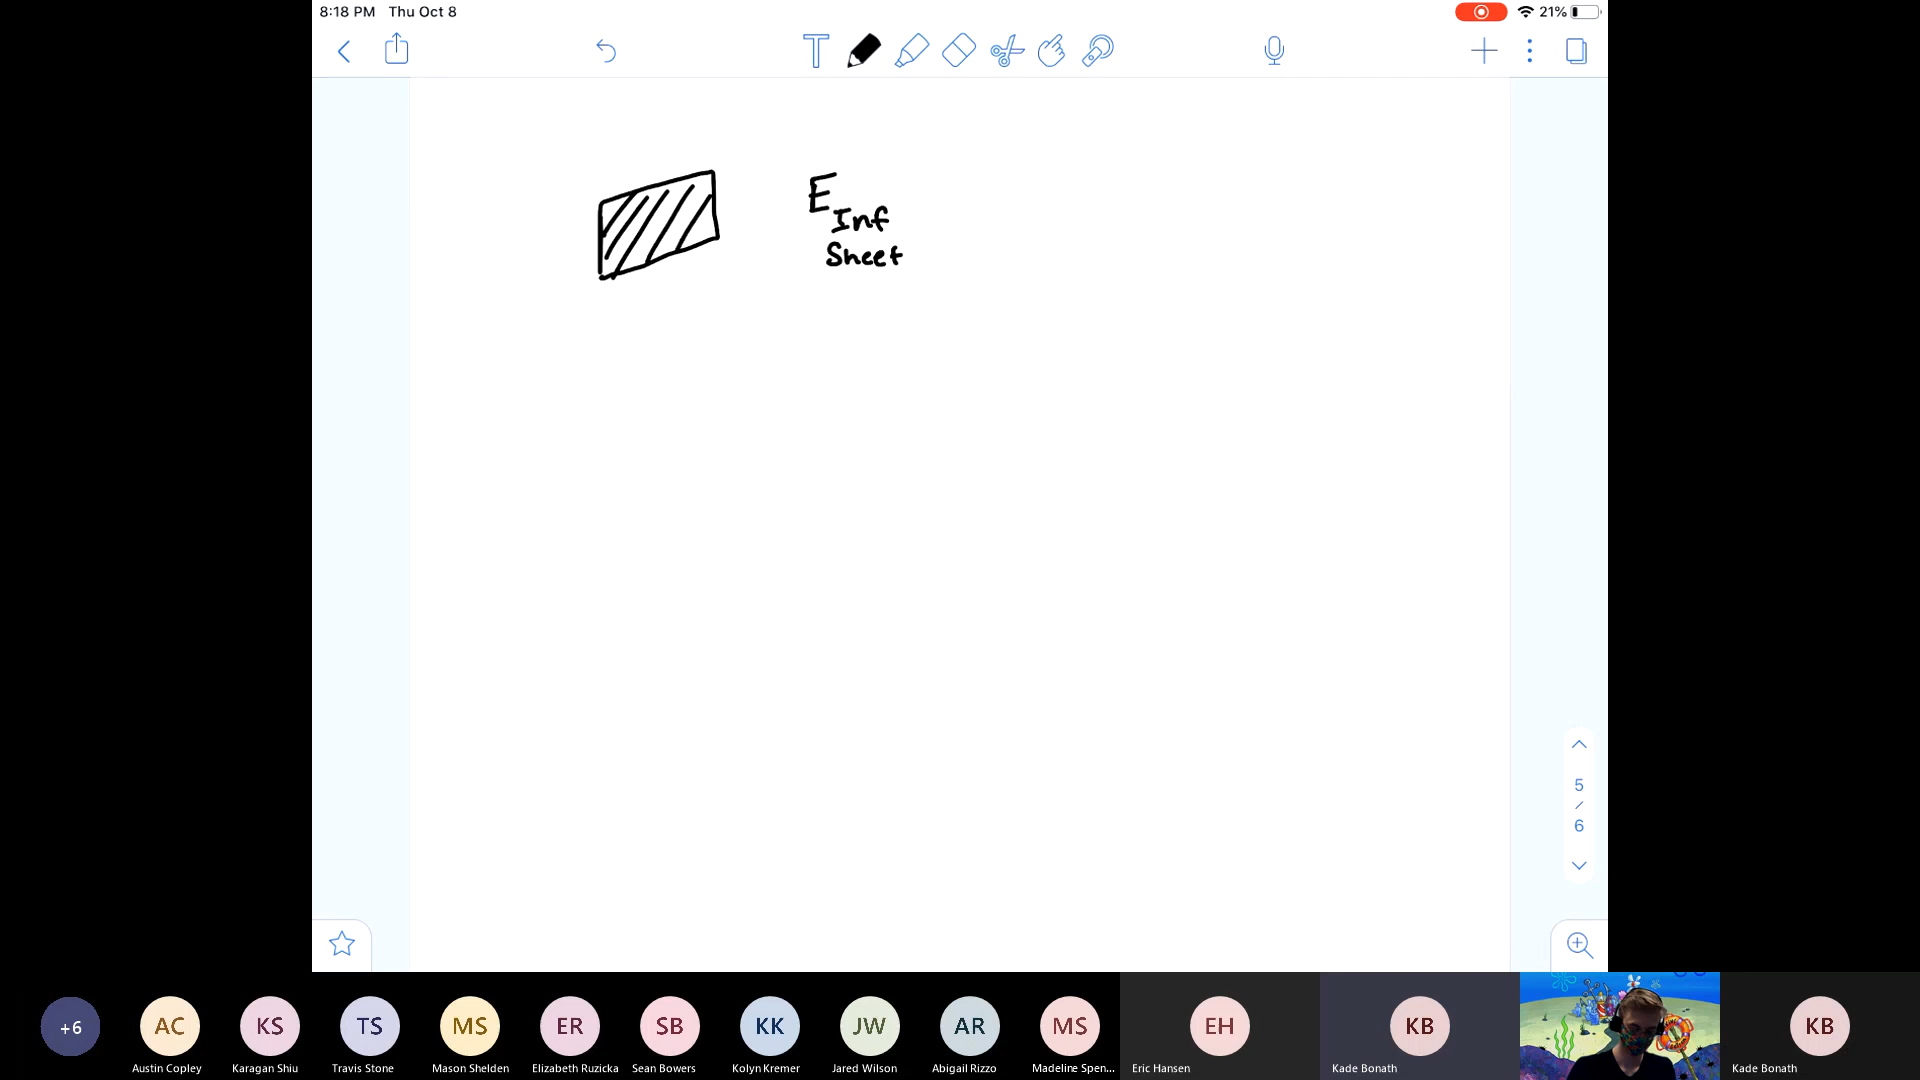 8:18 PM Thu Oct 8
21%
T
E
Inf
Sheet
5
/
6
+6
AC
KS
TS
MS
ER
SB
KK
JW
AR
MS
EH
KB
KB
Austin Copley
Karagan Shiu
Travis Stone
Mason Shelden
Elizabeth Ruzicka
Sean Bowers
Kolyn Kremer
Jared Wilson
Abigail Rizzo
Madeline Spen...
Eric Hansen
Kade Bonath
Kade Bonath